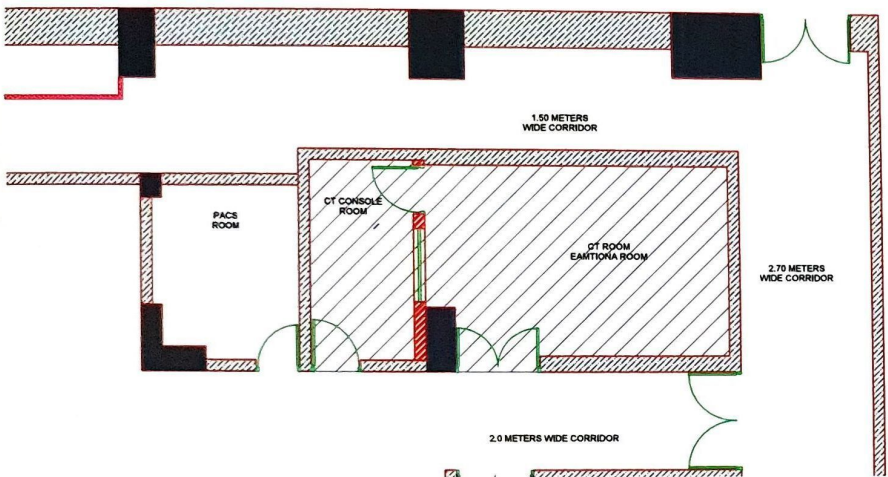 1.50 METERS
WIDE CORRIDOR
CT CONSOLE
ROOM
PACS
ROOM
CT ROOM
EAMTIONA ROOM
2.70 METERS
WIDE CORRIDOR
2.0 METERS WIDE CORRIDOR